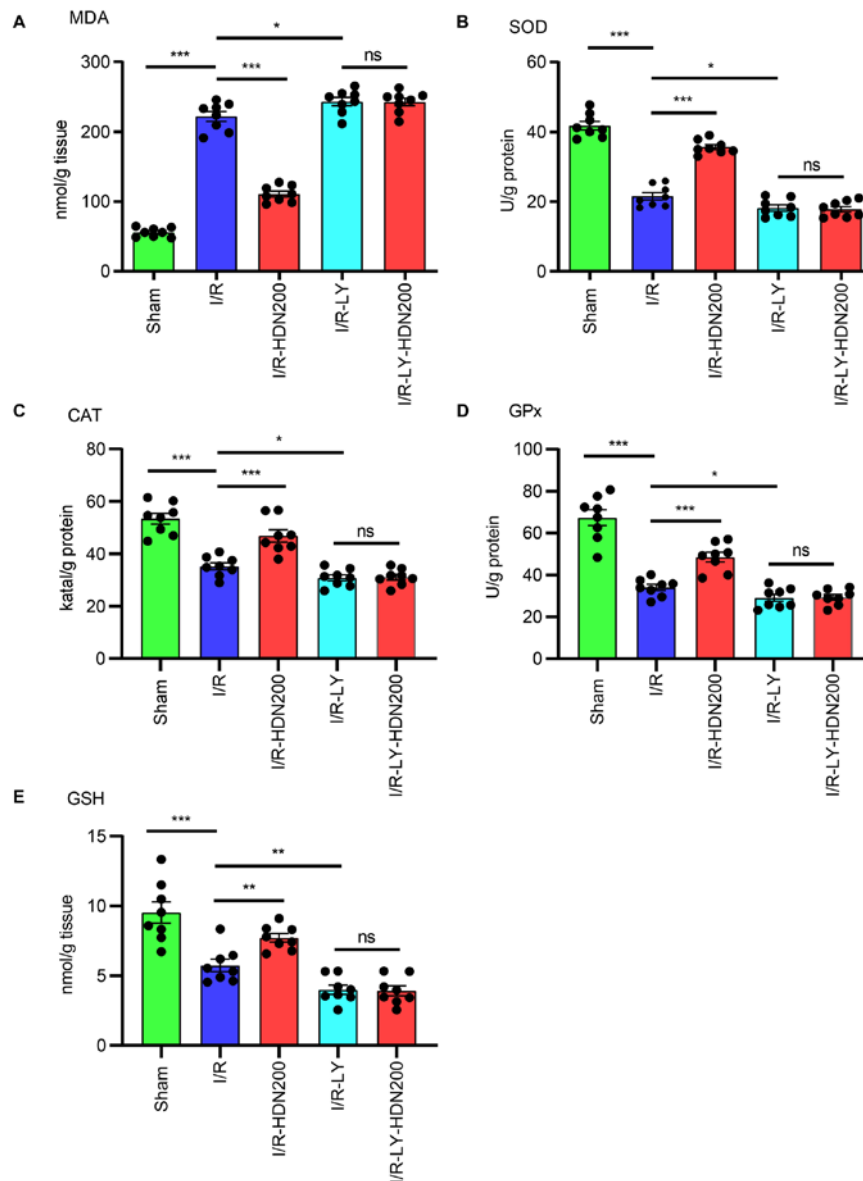 A MDA
nmol/g tissue
300
200
100
0
***
*
***
ns
Sham
I/R
I/R-HDN200
I/R-LY
I/R-LY-HDN200
B SOD
U/g protein
60
40
20
0
***
*
***
ns
Sham
I/R
I/R-HDN200
I/R-LY
I/R-LY-HDN200
C CAT
katal/g protein
80
60
40
20
0
***
*
***
ns
Sham
I/R
I/R-HDN200
I/R-LY
I/R-LY-HDN200
D GPx
U/g protein
100
80
60
40
20
0
***
*
***
ns
Sham
I/R
I/R-HDN200
I/R-LY
I/R-LY-HDN200
E GSH
nmol/g tissue
15
10
5
0
***
**
**
ns
Sham
I/R
I/R-HDN200
I/R-LY
I/R-LY-HDN200